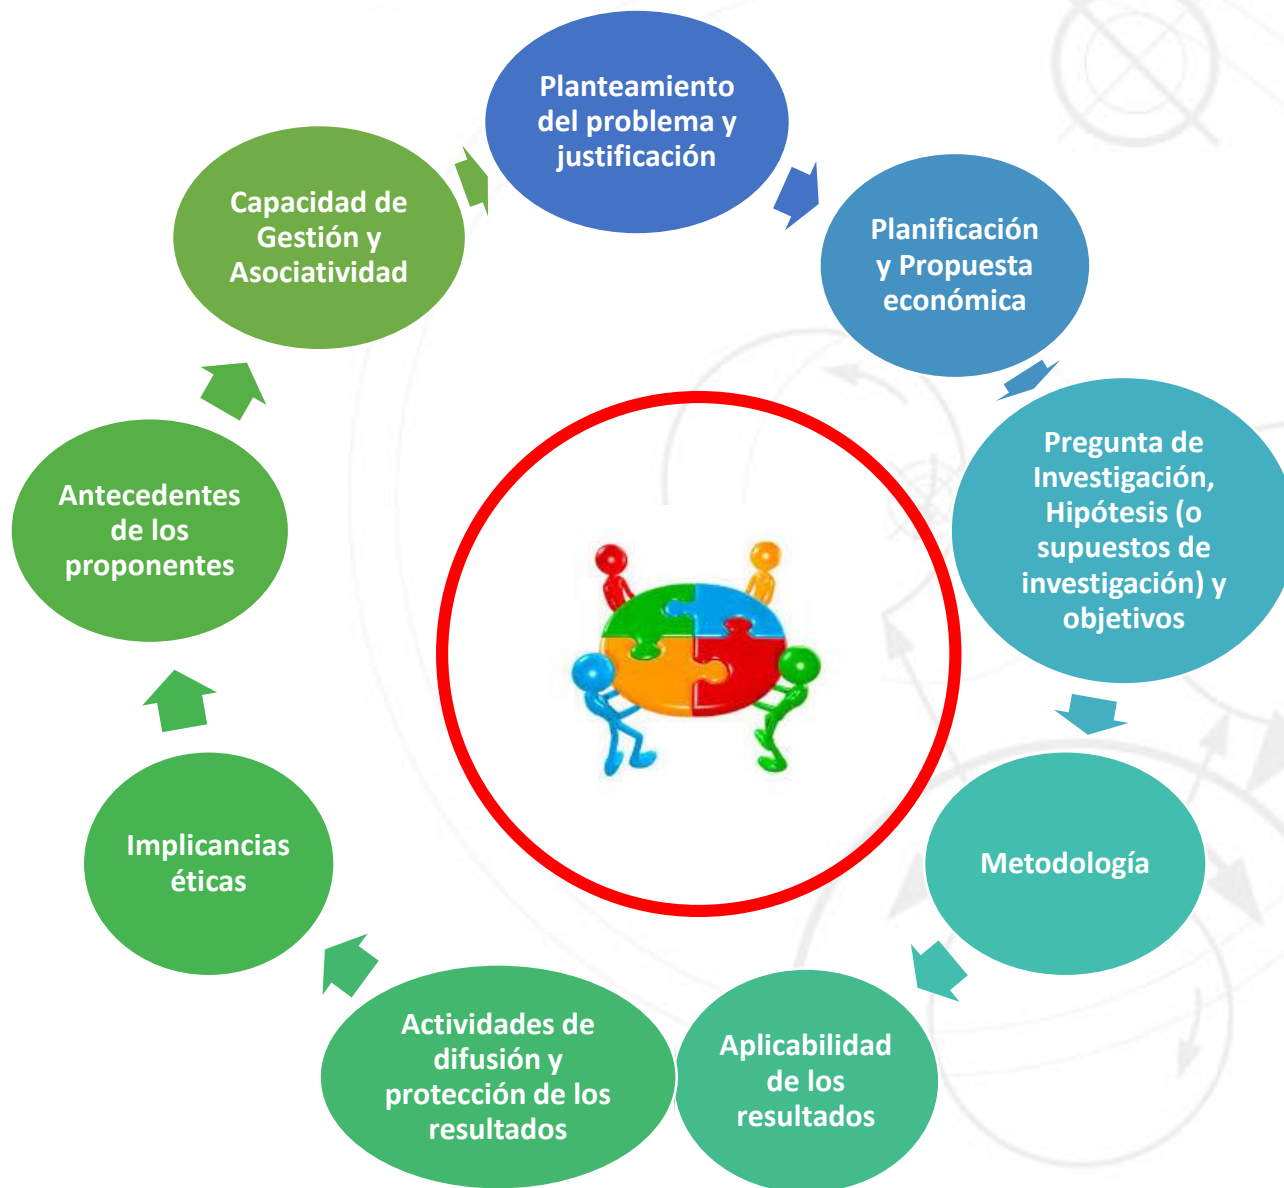 Planteamiento
del problema y
justificación
Planificación
y Propuesta
económica
Pregunta de
Investigación,
Hipótesis (o
supuestos de
investigación) y
objetivos
Metodología
Aplicabilidad
de los
resultados
Actividades de
difusión y
protección de los
resultados
Implicancias
éticas
Antecedentes
de los
proponentes
Capacidad de
Gestión y
Asociatividad